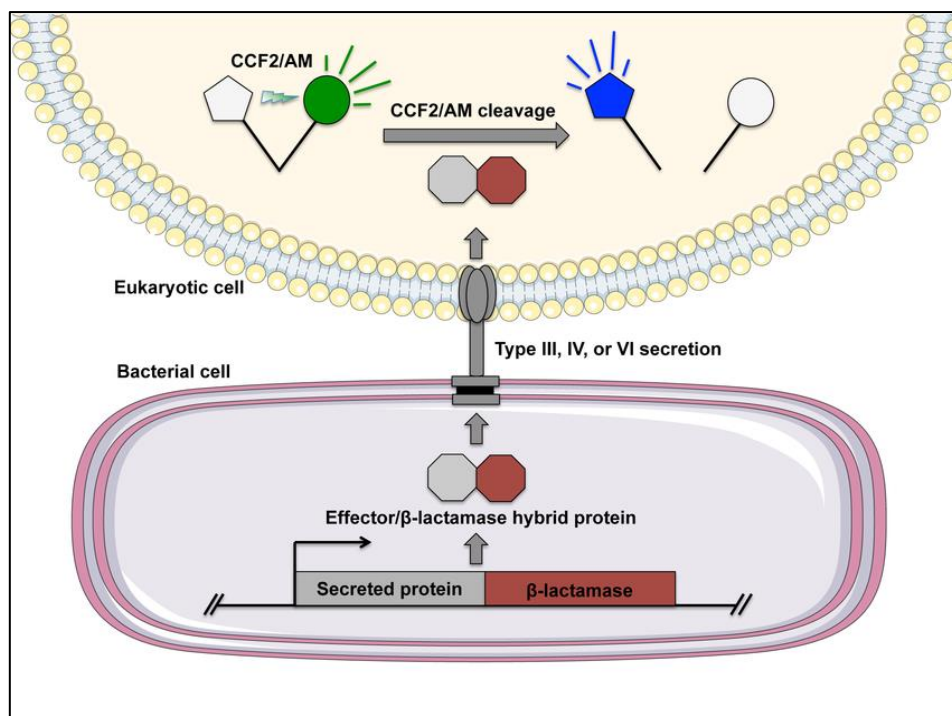 CCF2/AM
CCF2/AM cleavage
Eukaryotic cell
Type III, IV, or VI secretion
Bacterial cell
Effector/β-lactamase hybrid protein
Secreted protein
β-lactamase